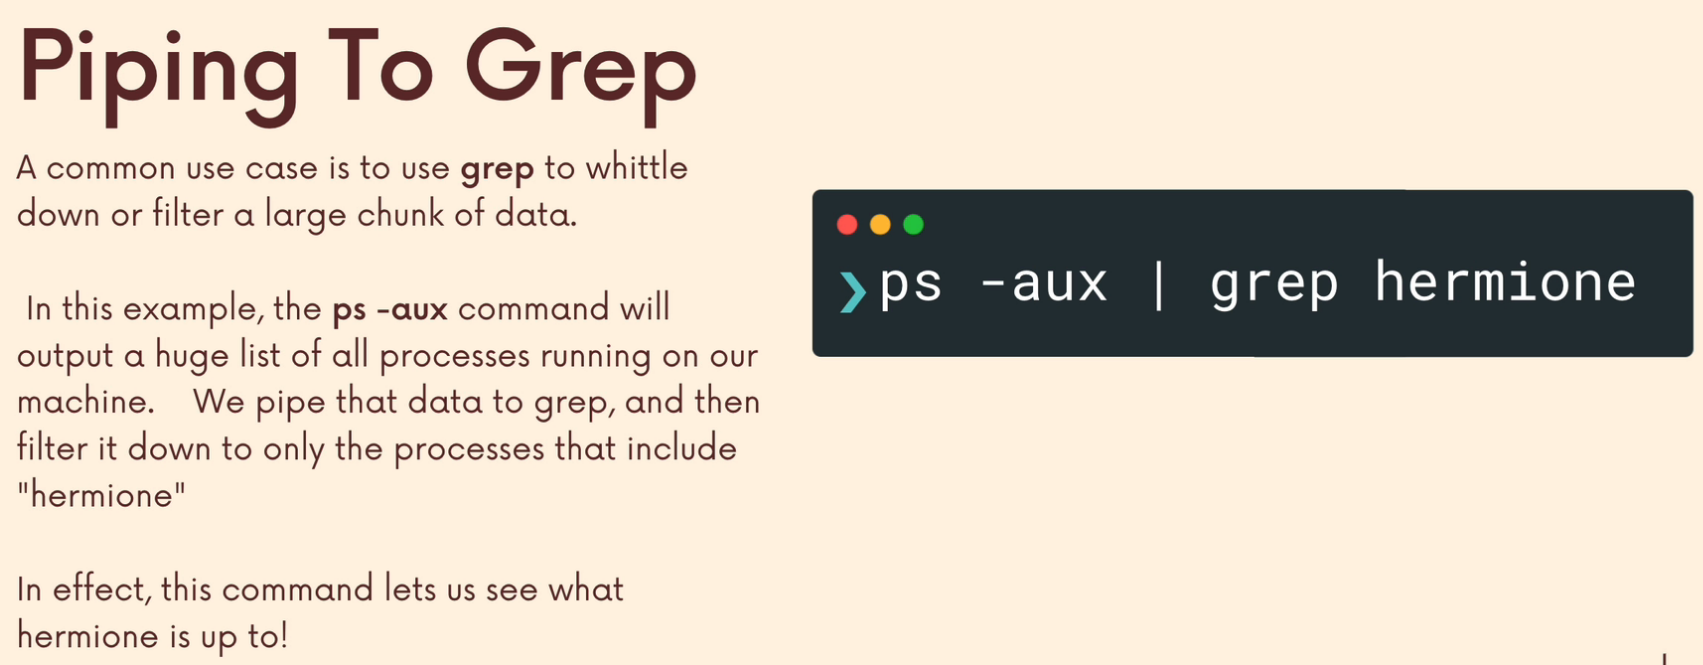 Piping To Grep
A common use case is to use grep to whittle
down or filter a large chunk of data.
In this example, the ps -aux command will
output a huge list of all processes running on our
machine. We pipe that data to grep, and then
filter it down to only the processes that include
"hermione"
In effect, this command lets us see what
hermione is up to!
❯ps -aux | grep hermione